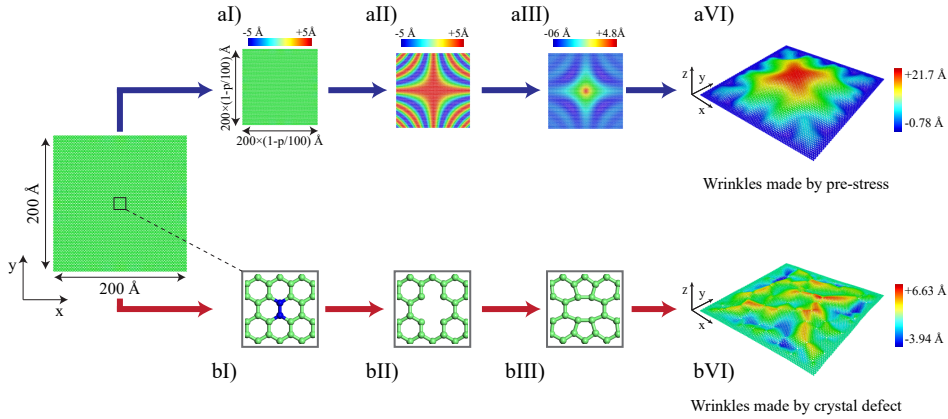 aI)
aII)
aIII)
aVI)
-5 Å +5Å
-5 Å +5Å
-06 Å +4.8Å
200×(1-p/100) Å
200×(1-p/100) Å
z
y
x
+21.7 Å
-0.78 Å
Wrinkles made by pre-stress
200 Å
200 Å
y
x
z
y
x
+6.63 Å
-3.94 Å
bI)
bII)
bIII)
bVI)
Wrinkles made by crystal defect